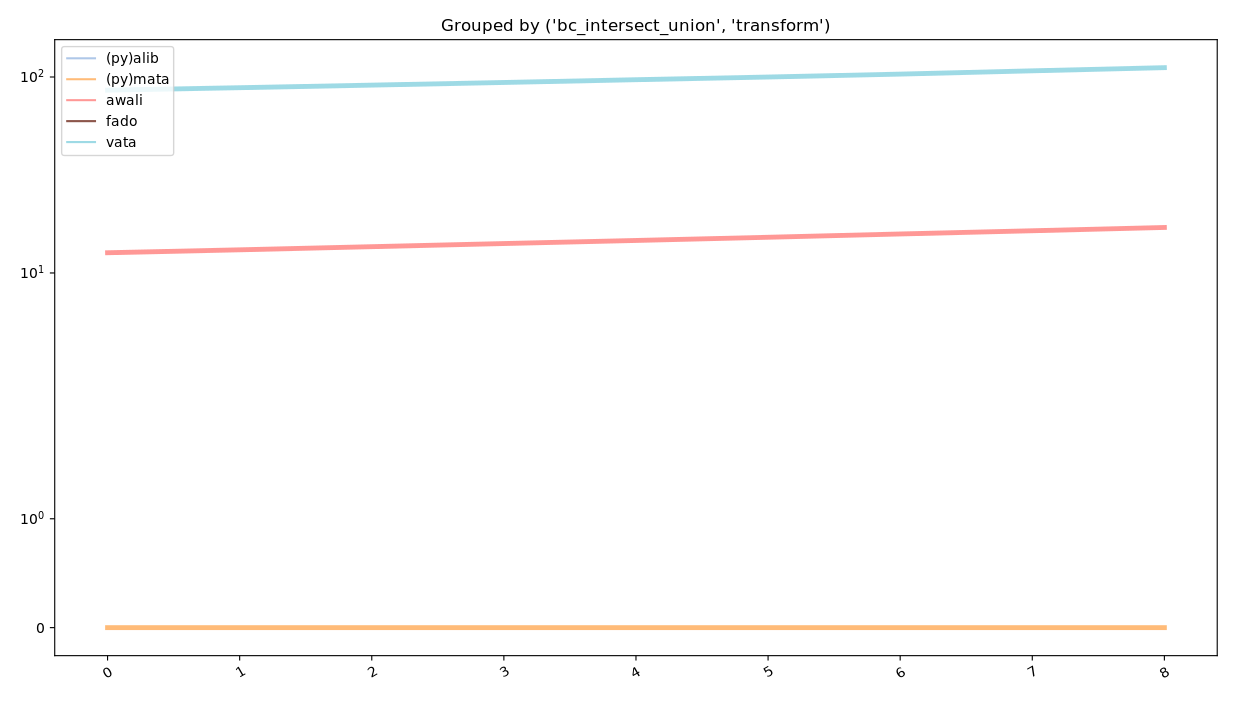 Grouped by ('bc_intersect_union', 'transform')
(py)alib
(py)mata
awali
fado
vata
10²
10¹
10⁰
0
0 1 2 3 4 5 6 7 8